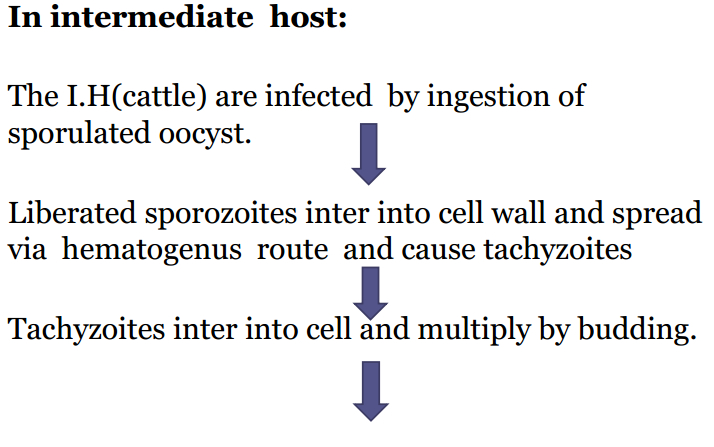 In intermediate host:
The I.H(cattle) are infected by ingestion of
sporulated oocyst.
Liberated sporozoites inter into cell wall and spread
via hematogenus route and cause tachyzoites
Tachyzoites inter into cell and multiply by budding.